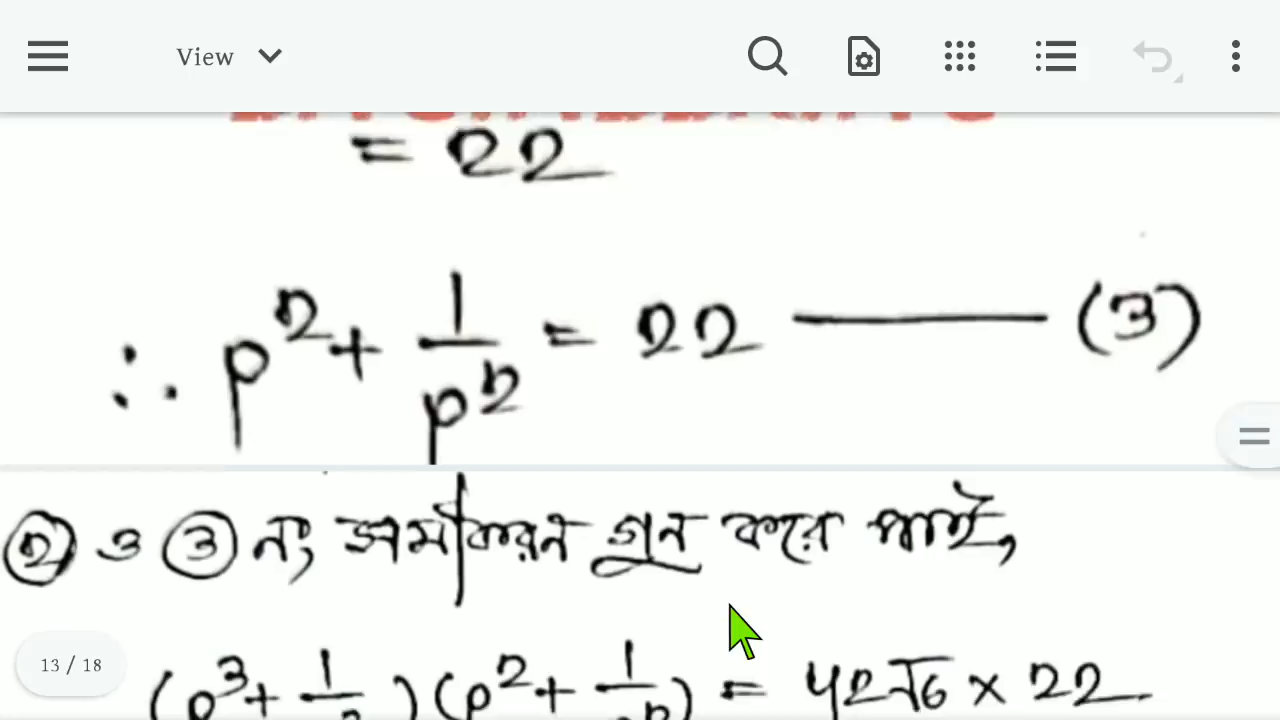 View
= 22
∴ p² + 1/p² = 22 —— (3)
② ও ③ নং সমীকরন গুন করে পাই,
13 / 18
(p³ + 1/p³)(p² + 1/p²) = 42√6 × 22